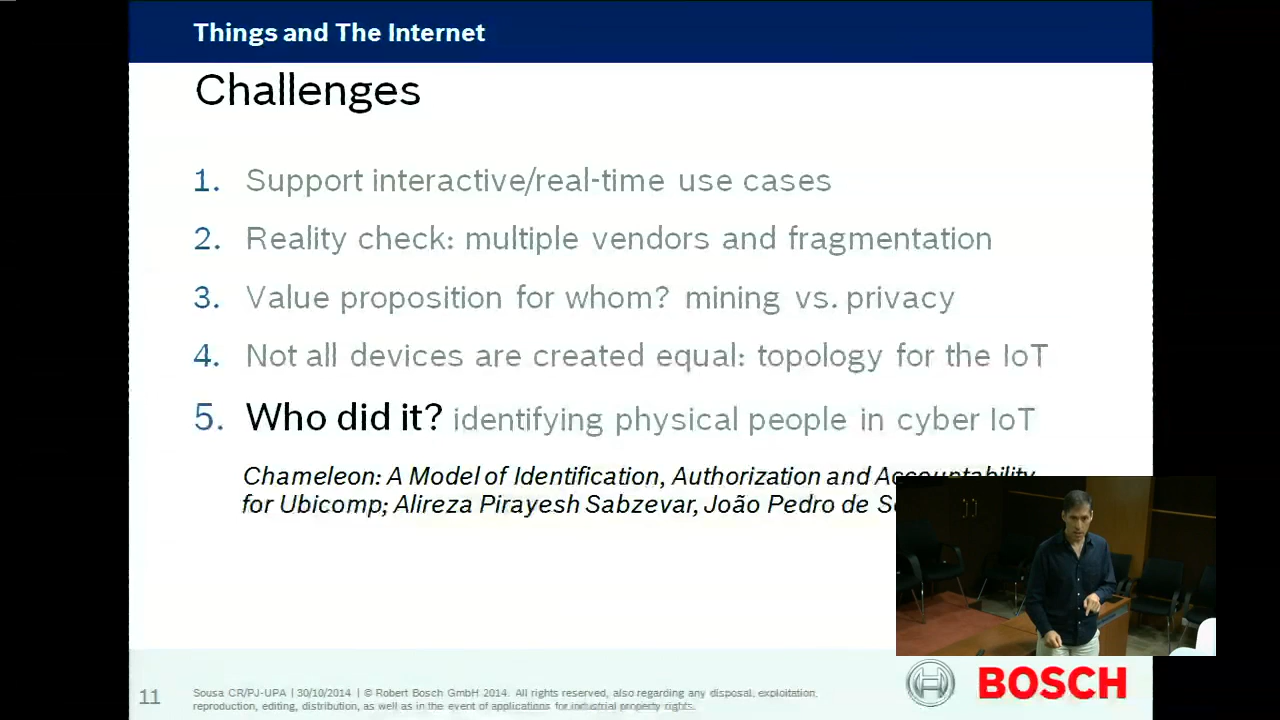 Things and The Internet
Challenges
1. Support interactive/real-time use cases
2. Reality check: multiple vendors and fragmentation
3. Value proposition for whom? mining vs. privacy
4. Not all devices are created equal: topology for the IoT
5. Who did it? identifying physical people in cyber IoT
Chameleon: A Model of Identification, Authorization and Accountability
for Ubicomp; Alireza Pirayesh Sabzevar, João Pedro de
11
Sousa CR/PJ-UPA | 30/10/2014 | © Robert Bosch GmbH 2014. All rights reserved, also regarding any disposal, exploitation,
reproduction, editing, distribution, as well as in the event of applications for industrial property rights.
BOSCH